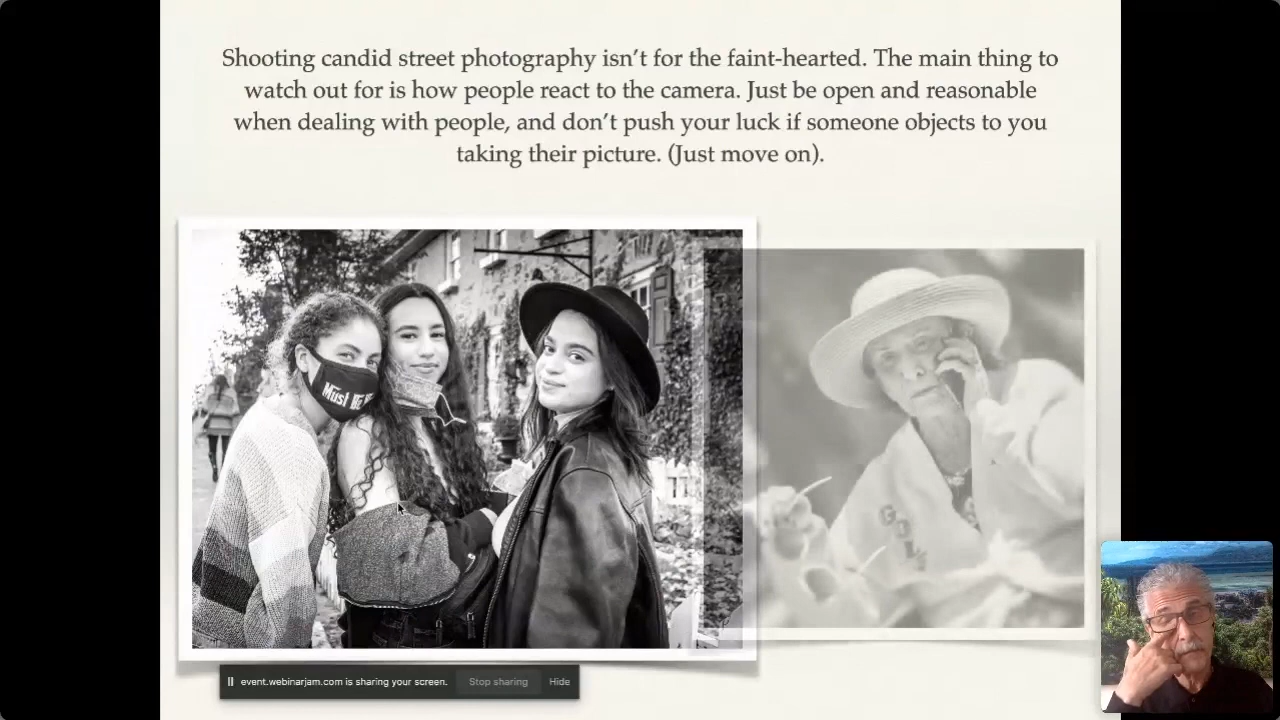 Shooting candid street photography isn’t for the faint-hearted. The main thing to
watch out for is how people react to the camera. Just be open and reasonable
when dealing with people, and don’t push your luck if someone objects to you
taking their picture. (Just move on).
Must
GOLF
event.webinarjam.com is sharing your screen. Stop sharing Hide